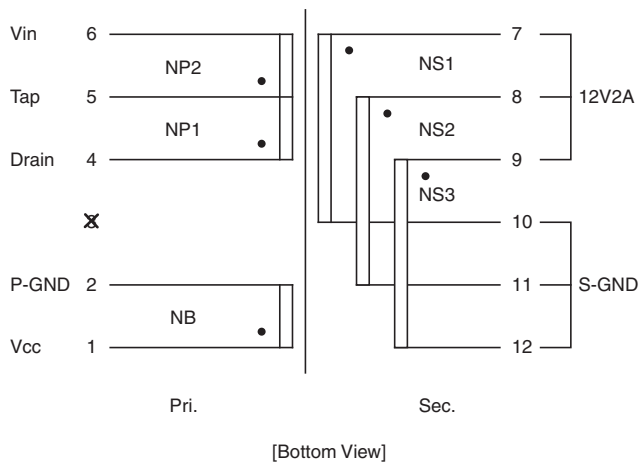 Vin 6 7
NP2 NS1
Tap 5 8 12V2A
NP1 NS2
Drain 4 9
NS3
3 10
P-GND 2 11 S-GND
NB
Vcc 1 12
Pri. Sec.
[Bottom View]